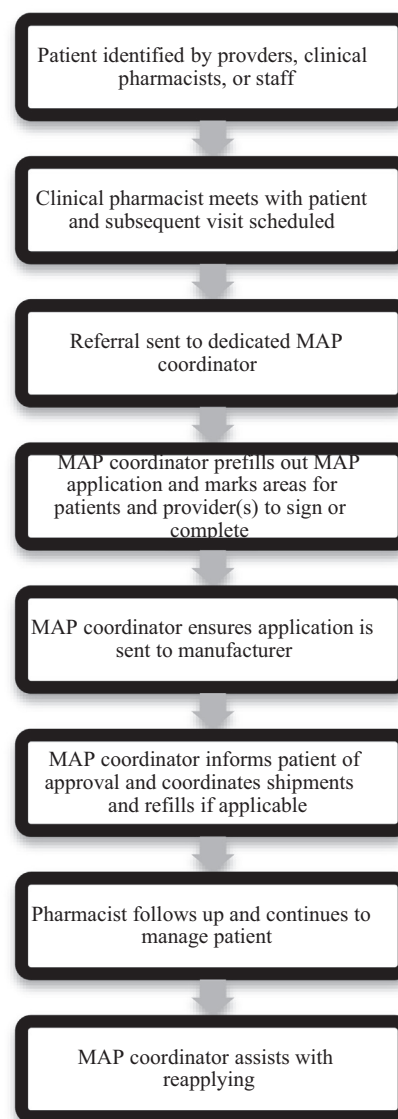 Patient identified by provders, clinical
pharmacists, or staff
Clinical pharmacist meets with patient
and subsequent visit scheduled
Referral sent to dedicated MAP
coordinator
MAP coordinator prefills out MAP
application and marks areas for
patients and provider(s) to sign or
complete
MAP coordinator ensures application is
sent to manufacturer
MAP coordinator informs patient of
approval and coordinates shipments
and refills if applicable
Pharmacist follows up and continues to
manage patient
MAP coordinator assists with
reapplying